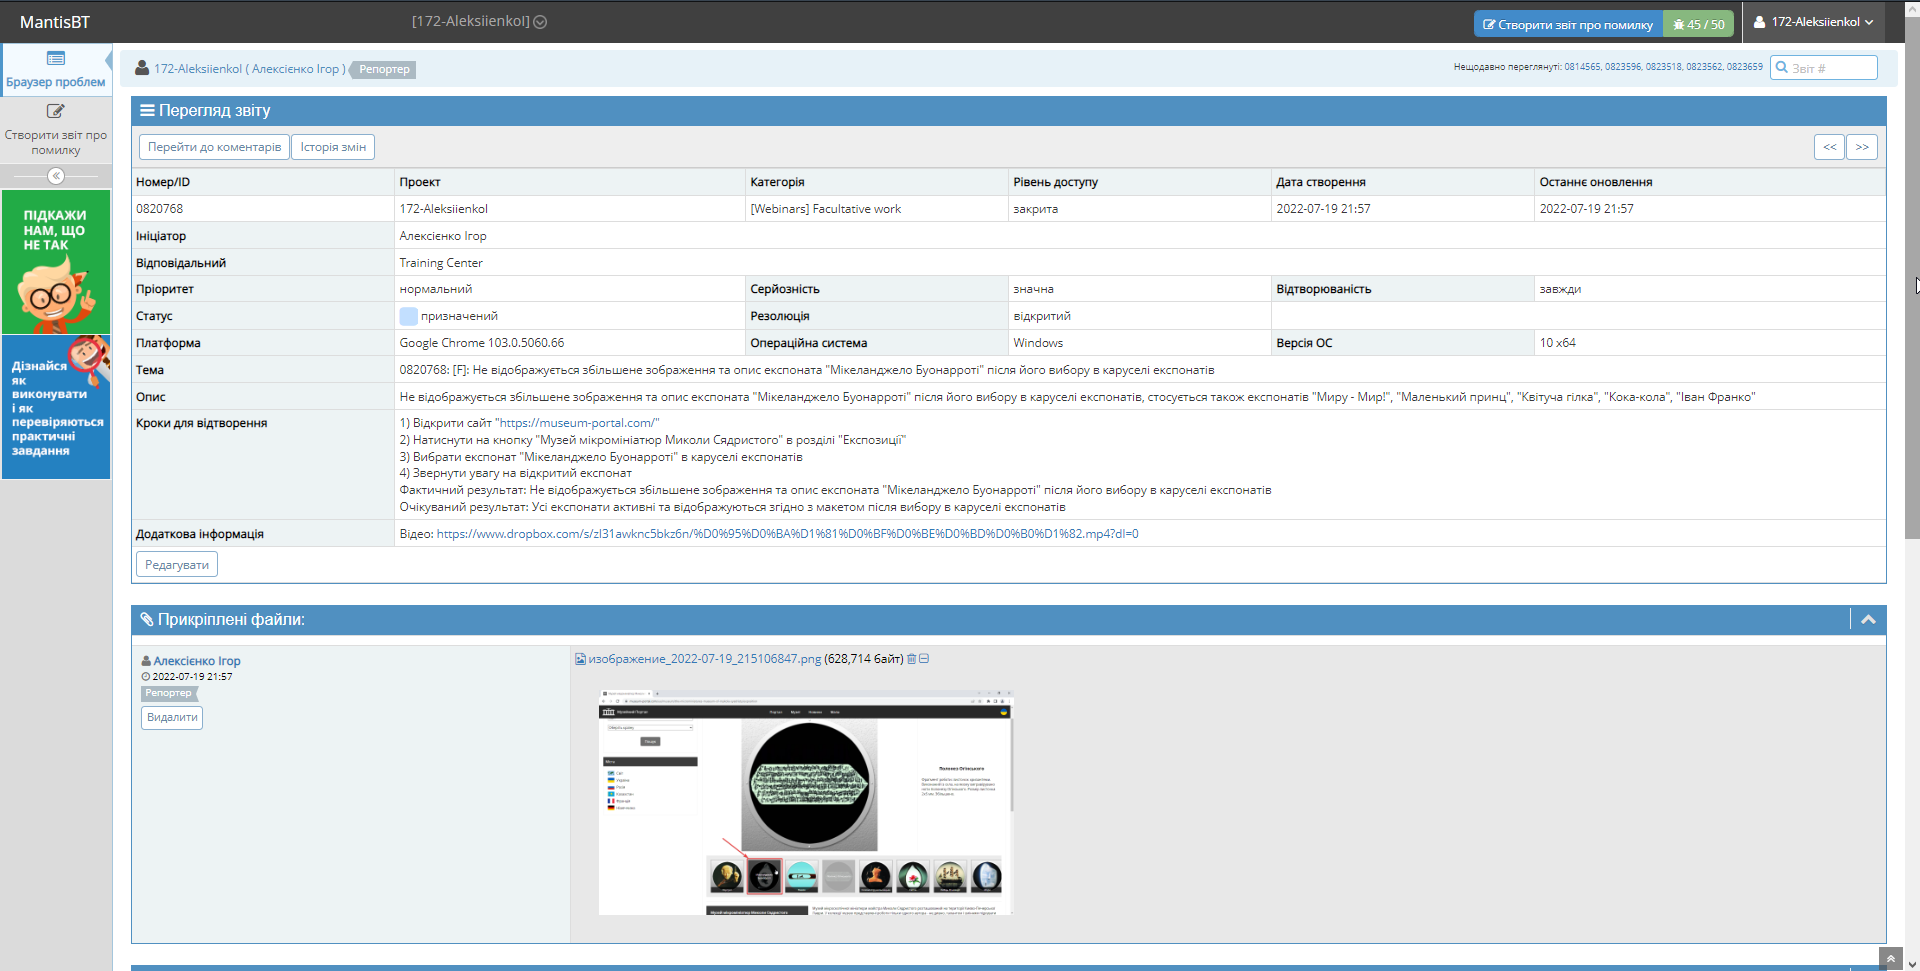 MantisBT
[172-Aleksiienkol]
Створити звіт про помилку
45 / 50
172-Aleksiienkol
Браузер проблем
Створити звіт про
помилку
ПІДКАЖИ
НАМ, ЩО
НЕ ТАК
Дізнайся
як
виконувати
і як
перевіряються
практичні
завдання
172-Aleksiienkol ( Алексієнко Ігор )
Репортер
Нещодавно переглянуті: 0814565, 0823596, 0823518, 0823562, 0823659
Звіт #
Перегляд звіту
Перейти до коментарів
Історія змін
<<
>>
Номер/ID Проект Категорія Рівень доступу Дата створення Останнє оновлення
0820768 172-Aleksiienkol [Webinars] Facultative work закрита 2022-07-19 21:57 2022-07-19 21:57
Ініціатор Алексієнко Ігор
Відповідальний Training Center
Пріоритет нормальний Серйозність значна Відтворюваність завжди
Статус призначений Резолюція відкритий
Платформа Google Chrome 103.0.5060.66 Операційна система Windows Версія ОС 10 x64
Тема 0820768: [F]: Не відображується збільшене зображення та опис експоната "Мікеланджело Буонарроті" після його вибору в каруселі експонатів
Опис Не відображується збільшене зображення та опис експоната "Мікеланджело Буонарроті" після його вибору в каруселі експонатів, стосується також експонатів "Миру - Мир!", "Маленький принц", "Квітуча гілка", "Кока-кола", "Іван Франко"
Кроки для відтворення 1) Відкрити сайт "https://museum-portal.com/"
2) Натиснути на кнопку "Музей мікромініатюр Миколи Сядристого" в розділі "Експозиції"
3) Вибрати експонат "Мікеланджело Буонарроті" в каруселі експонатів
4) Звернути увагу на відкритий експонат
Фактичний результат: Не відображується збільшене зображення та опис експоната "Мікеланджело Буонарроті" після його вибору в каруселі експонатів
Очікуваний результат: Усі експонати активні та відображуються згідно з макетом після вибору в каруселі експонатів
Додаткова інформація Відео: https://www.dropbox.com/s/zl31awknc5bkz6n/%D0%95%D0%BA%D1%81%D0%BF%D0%BE%D0%BD%D0%B0%D1%82.mp4?dl=0
Редагувати
Прикріплені файли:
Алексієнко Ігор
2022-07-19 21:57
Репортер
Видалити
изображение_2022-07-19_215106847.png (628,714 байт)